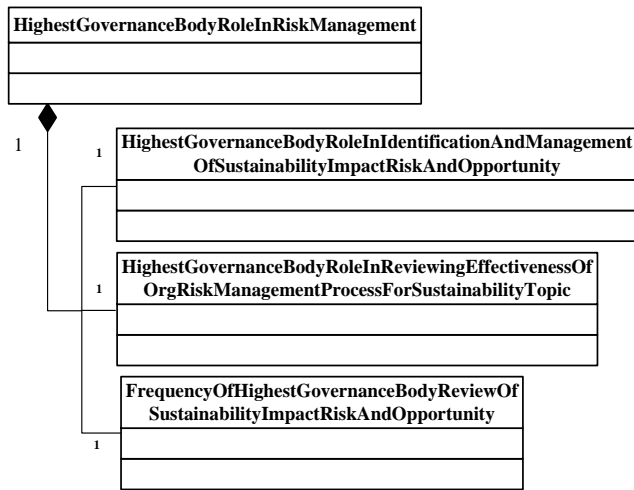 HighestGovernanceBodyRoleInRiskManagement
1
1
HighestGovernanceBodyRoleInIdentificationAndManagement
OfSustainabilityImpactRiskAndOpportunity
1
HighestGovernanceBodyRoleInReviewingEffectivenessOf
OrgRiskManagementProcessForSustainabilityTopic
1
FrequencyOfHighestGovernanceBodyReviewOf
SustainabilityImpactRiskAndOpportunity